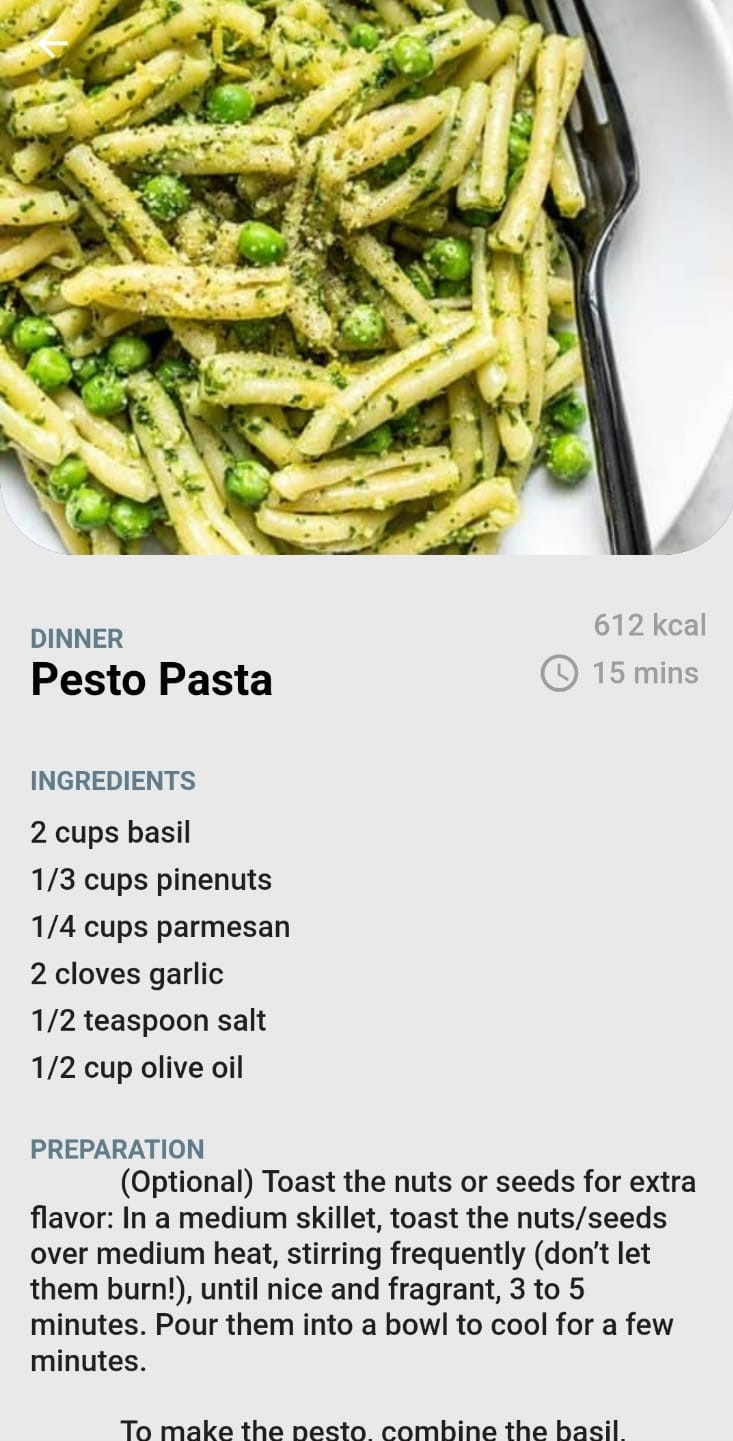 DINNER
Pesto Pasta
612 kcal
15 mins
INGREDIENTS
2 cups basil
1/3 cups pinenuts
1/4 cups parmesan
2 cloves garlic
1/2 teaspoon salt
1/2 cup olive oil
PREPARATION
(Optional) Toast the nuts or seeds for extra
flavor: In a medium skillet, toast the nuts/seeds
over medium heat, stirring frequently (don’t let
them burn!), until nice and fragrant, 3 to 5
minutes. Pour them into a bowl to cool for a few
minutes.
To make the pesto, combine the basil,